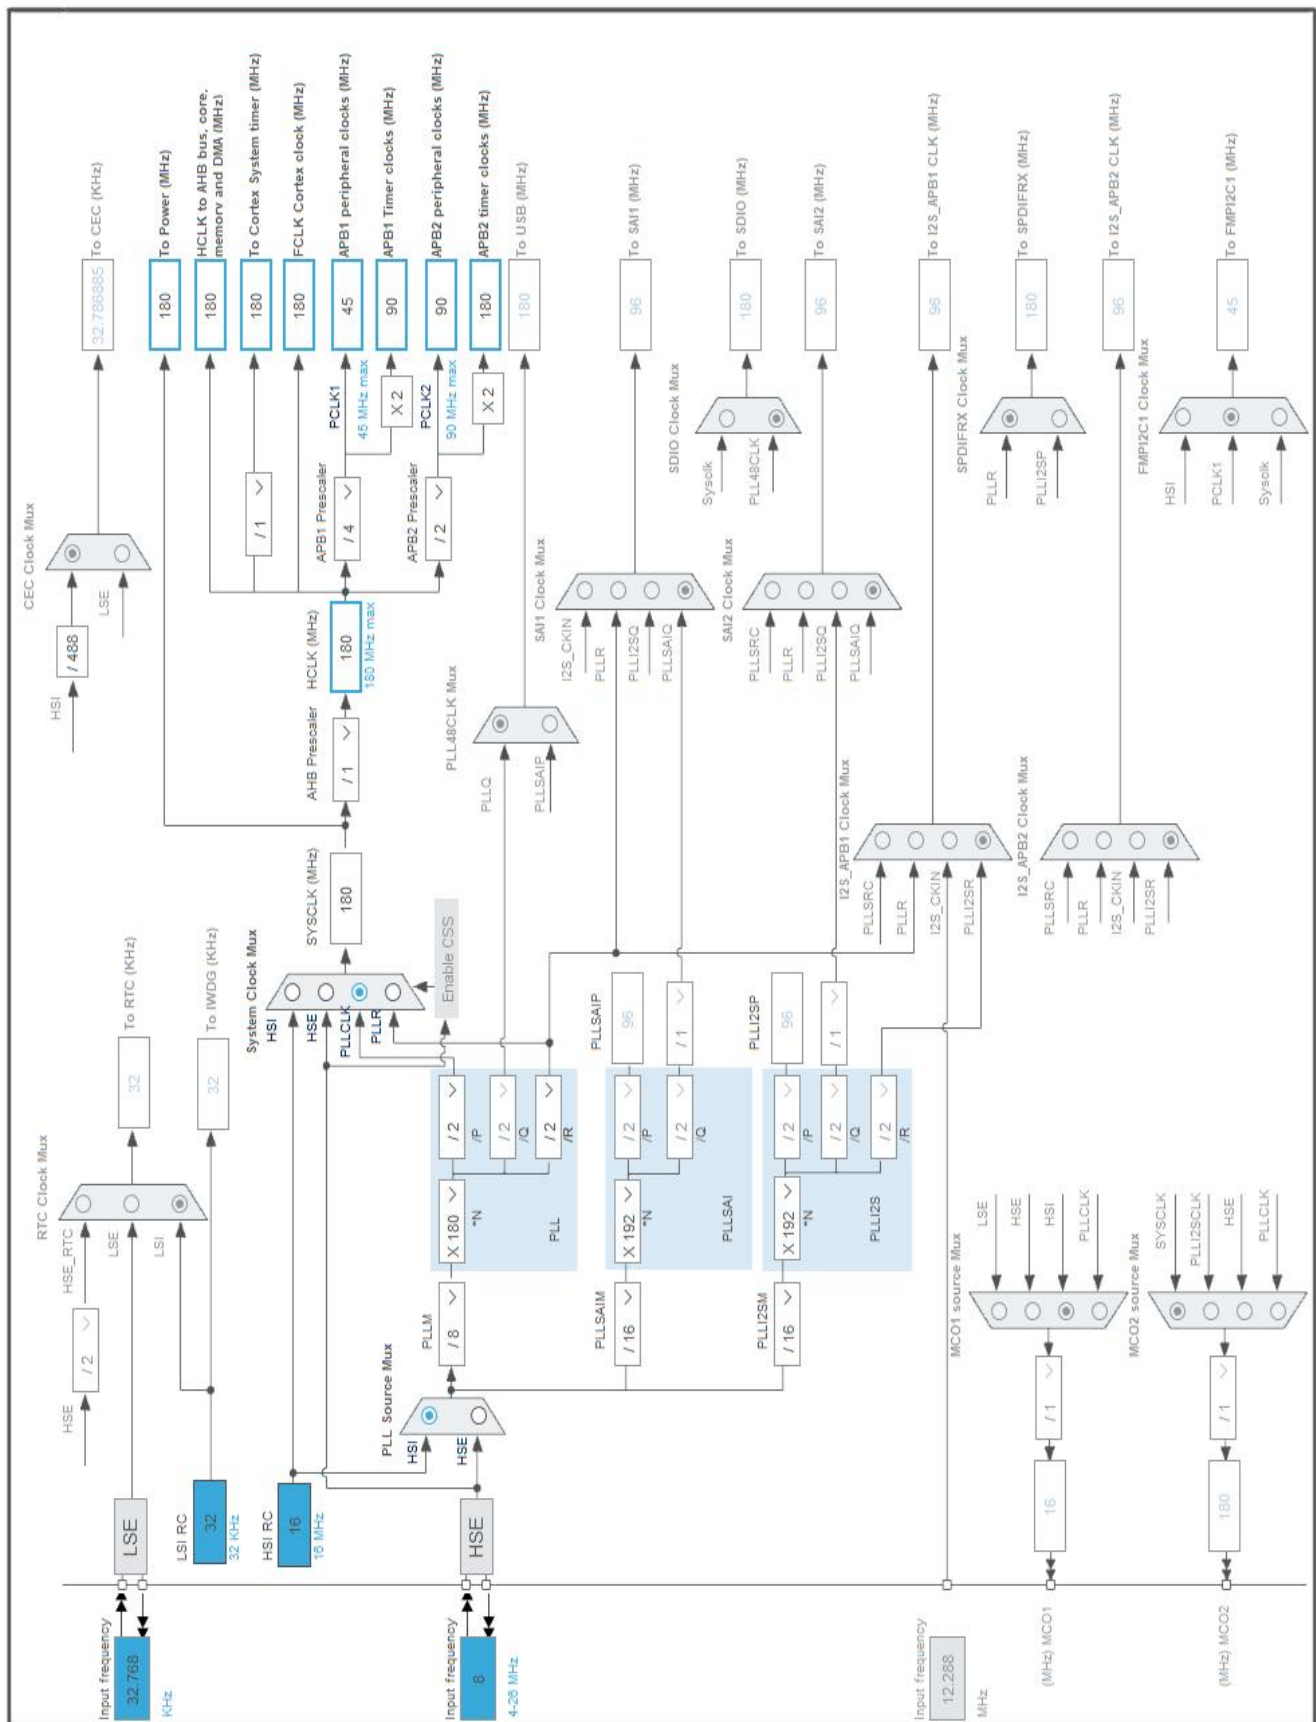 Input frequency
32.768
KHz
LSE
HSE
/ 2
HSE_RTC
LSE
LSI
RTC Clock Mux
32
To RTC (KHz)
LSI RC
32
32 KHz
32
To IWDG (KHz)
HSI
/ 488
LSE
CEC Clock Mux
32.786885
To CEC (KHz)
HSI RC
16
16 MHz
Input frequency
8
4-26 MHz
HSE
PLL Source Mux
HSI
HSE
System Clock Mux
HSI
HSE
PLLCLK
PLLR
Enable CSS
SYSCLK (MHz)
180
AHB Prescaler
/ 1
HCLK (MHz)
180
180 MHz max
/ 1
APB1 Prescaler
/ 4
PCLK1
45 MHz max
X 2
APB2 Prescaler
/ 2
PCLK2
90 MHz max
X 2
180
To Power (MHz)
180
HCLK to AHB bus, core,
memory and DMA (MHz)
180
To Cortex System timer (MHz)
180
FCLK Cortex clock (MHz)
45
APB1 peripheral clocks (MHz)
90
APB1 Timer clocks (MHz)
90
APB2 peripheral clocks (MHz)
180
APB2 timer clocks (MHz)
PLLM
/ 8
X 180
*N
/ 2
/P
/ 2
/Q
/ 2
/R
PLL
PLLQ
PLLSAIP
PLL48CLK Mux
180
To USB (MHz)
PLLSAIM
/ 16
X 192
*N
/ 2
/P
/ 2
/Q
PLLSAI
PLLSAIP
96
/ 1
SAI1 Clock Mux
I2S_CKIN
PLLR
PLLI2SQ
PLLSAIQ
96
To SAI1 (MHz)
SDIO Clock Mux
Sysclk
PLL48CLK
180
To SDIO (MHz)
PLLI2SM
/ 16
X 192
*N
/ 2
/P
/ 2
/Q
/ 2
/R
PLLI2S
PLLI2SP
96
/ 1
SAI2 Clock Mux
PLLSRC
PLLR
PLLI2SQ
PLLSAIQ
96
To SAI2 (MHz)
Input frequency
12.288
MHz
I2S_APB1 Clock Mux
PLLSRC
PLLR
I2S_CKIN
PLLI2SR
96
To I2S_APB1 CLK (MHz)
SPDIFRX Clock Mux
PLLR
PLLI2SP
180
To SPDIFRX (MHz)
(MHz) MCO1
16
/ 1
MCO1 source Mux
LSE
HSE
HSI
PLLCLK
I2S_APB2 Clock Mux
PLLSRC
PLLR
I2S_CKIN
PLLI2SR
96
To I2S_APB2 CLK (MHz)
FMPI2C1 Clock Mux
HSI
PCLK1
Sysclk
45
To FMPI2C1 (MHz)
(MHz) MCO2
180
/ 1
MCO2 source Mux
SYSCLK
PLLI2SCLK
HSE
PLLCLK